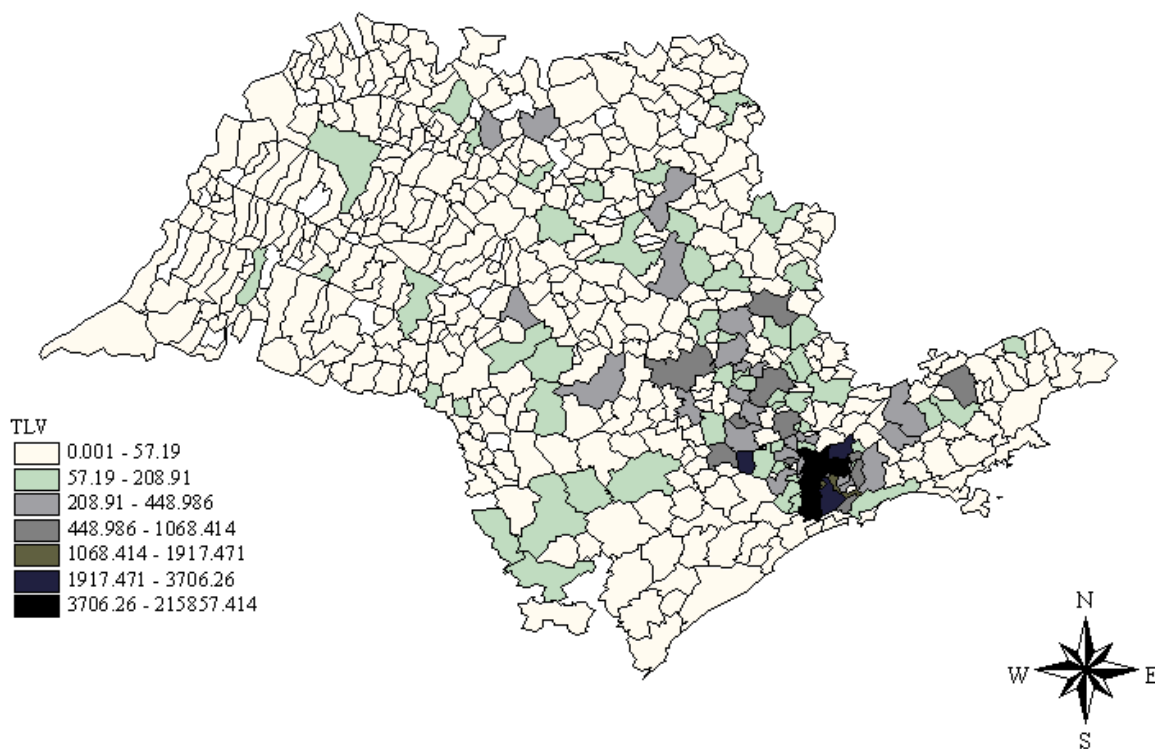 TLV
0.001 - 57.19
57.19 - 208.91
208.91 - 448.986
448.986 - 1068.414
1068.414 - 1917.471
1917.471 - 3706.26
3706.26 - 215857.414
N
W E
S